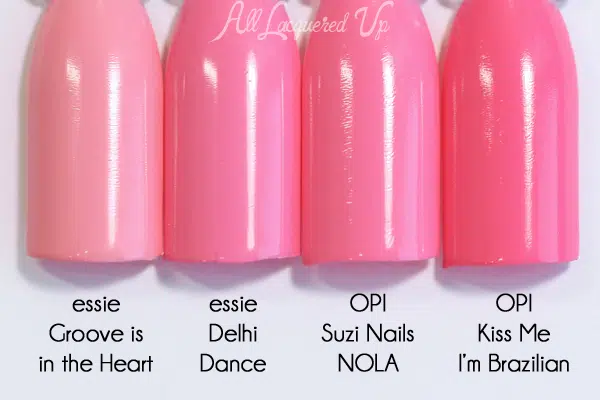 All Lacquered Up
essie
Groove is
in the Heart
essie
Delhi
Dance
OPI
Suzi Nails
NOLA
OPI
Kiss Me
I'm Brazilian